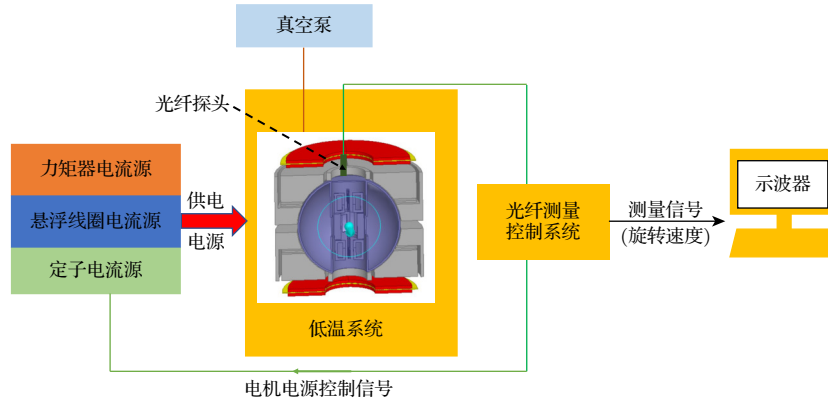 真空泵
光纤探头
力矩器电流源
悬浮线圈电流源
定子电流源
供电
电源
低温系统
光纤测量
控制系统
测量信号
(旋转速度)
示波器
电机电源控制信号